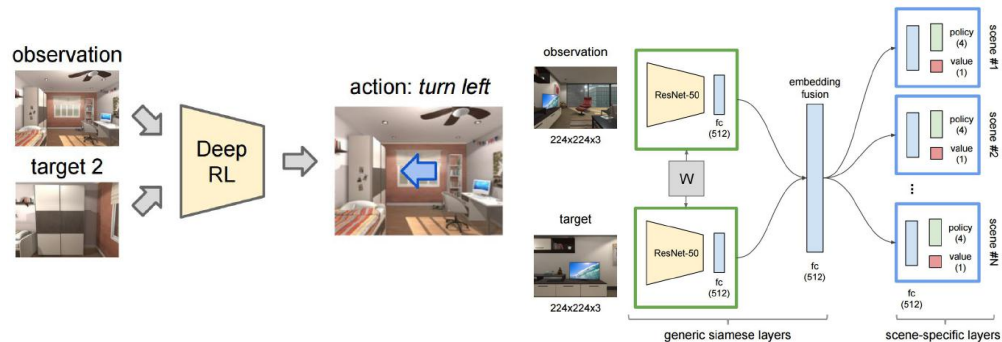 observation
target 2
Deep
RL
action: turn left
observation
224x224x3
ResNet-50
fc
(512)
W
target
224x224x3
ResNet-50
fc
(512)
generic siamese layers
embedding
fusion
fc
(512)
policy
(4)
value
(1)
scene #1
policy
(4)
value
(1)
scene #2
...
policy
(4)
value
(1)
scene #N
fc
(512)
scene-specific layers